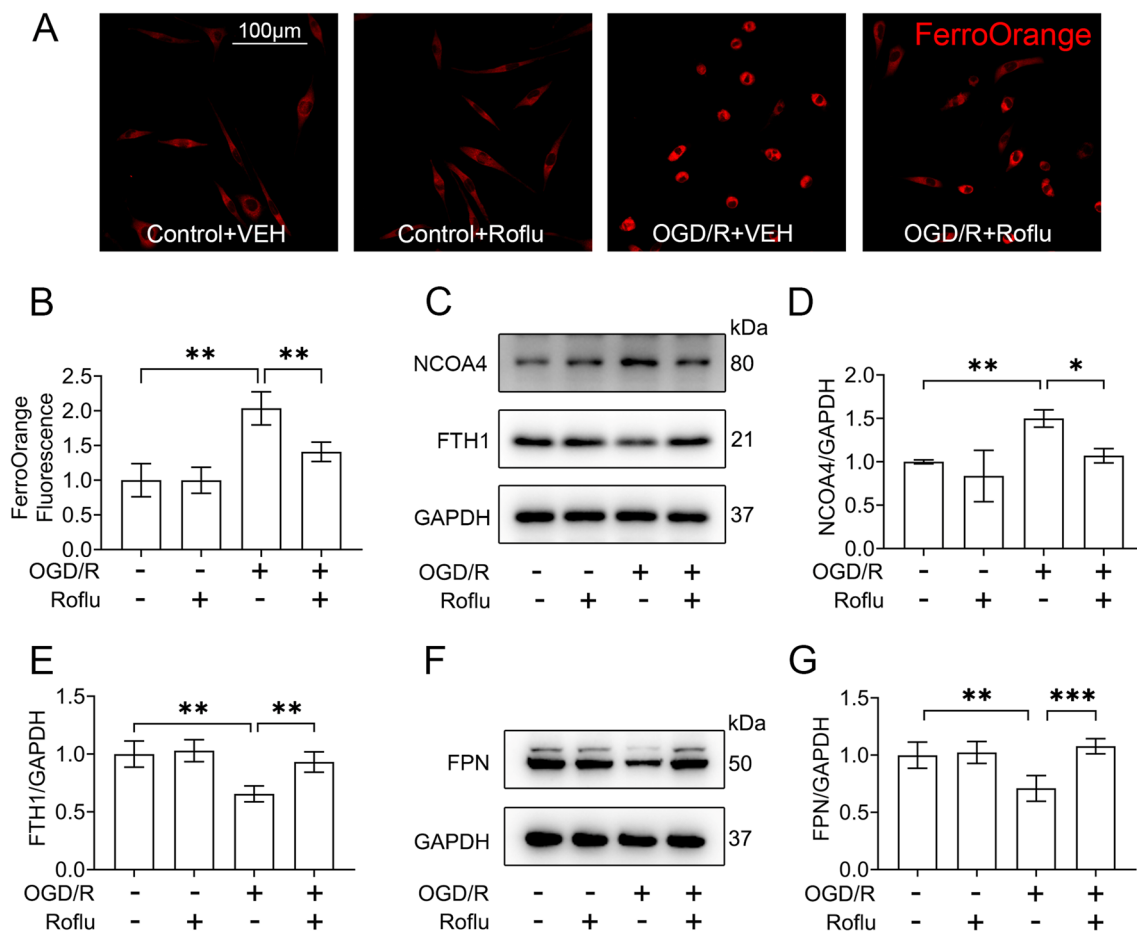 A
100μm
FerroOrange
Control+VEH
Control+Roflu
OGD/R+VEH
OGD/R+Roflu
B
FerroOrange
Fluorescence
2.5
2.0
1.5
1.0
0.5
0.0
** **
OGD/R - - + +
Roflu - + - +
C
kDa
NCOA4 80
FTH1 21
GAPDH 37
OGD/R - - + +
Roflu - + - +
D
NCOA4/GAPDH
2.0
1.5
1.0
0.5
0.0
** *
OGD/R - - + +
Roflu - + - +
E
FTH1/GAPDH
1.5
1.0
0.5
0.0
** **
OGD/R - - + +
Roflu - + - +
F
kDa
FPN 50
GAPDH 37
OGD/R - - + +
Roflu - + - +
G
FPN/GAPDH
1.5
1.0
0.5
0.0
** ***
OGD/R - - + +
Roflu - + - +